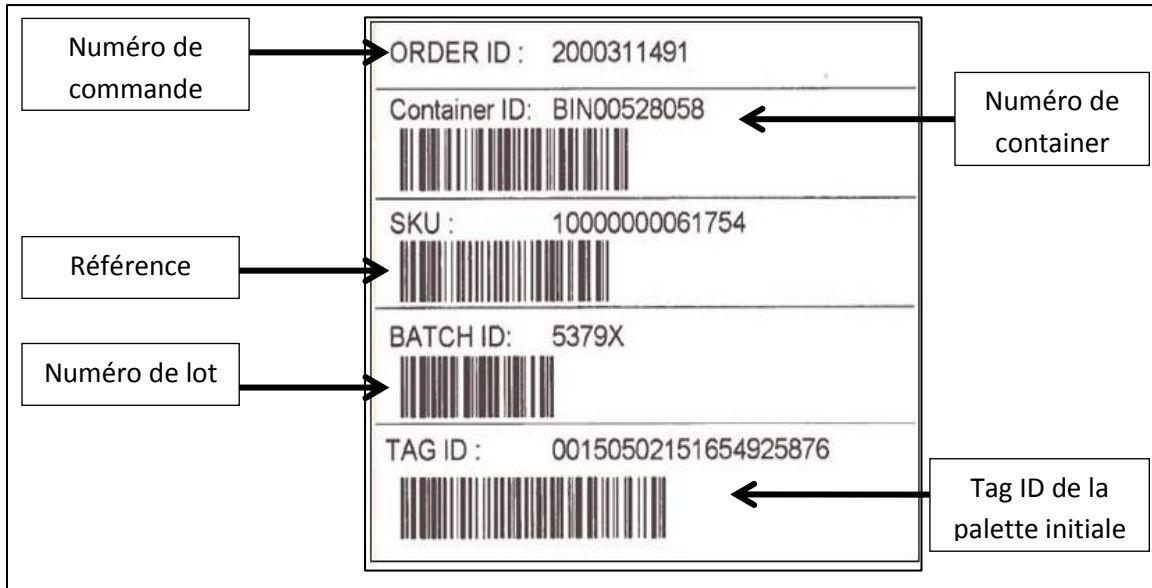 Numéro de
commande
ORDER ID : 2000311491
Container ID: BIN00528058
Numéro de
container
SKU : 10000000061754
Référence
BATCH ID: 5379X
Numéro de lot
TAG ID : 00150502151654925876
Tag ID de la
palette initiale